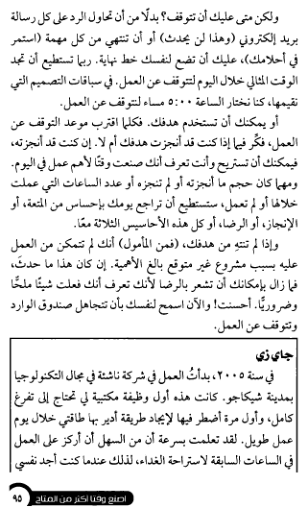 ولكن متى عليك أن تتوقف؟ بدلًا من أن تحاول الرد على كل رسالة
بريد إلكتروني (وهذا لن يحدث) أو أن تنتهي من كل مهمة (استمر
في أحلامك)، عليك أن تضع لنفسك خط نهاية. ربما تستطيع أن تجد
الوقت المثالي خلال اليوم لتتوقف عن العمل. في سباقات التصميم التي
نقيمها، كنا نختار الساعة ٥:٠٠ مساء لنتوقف عن العمل.
أو يمكنك أن تستخدم هدفك. فكلما اقترب موعد التوقف عن
العمل، فكِّر فيما إذا كنت قد أنجزت هدفك أم لا. إن كنت قد أنجزته،
فيمكنك أن تستريح وأنت تعرف أنك صنعت وقتًا لأهم عمل في اليوم.
ومهما كان حجم ما أنجزته أو لم تنجزه أو عدد الساعات التي عملت
خلالها أو لم تعمل، ستستطيع أن تراجع يومك بإحساس من المتعة، أو
الإنجاز، أو الرضا، أو كل هذه الأحاسيس الثلاثة معًا.
وإذا لم تنتهِ من هدفك، (فمن المأمول) أنك لم تتمكن من العمل
عليه بسبب مشروع غير متوقع بالغ الأهمية. إن كان هذا ما حدث،
فما زال بإمكانك أن تشعر بالرضا لأنك تعرف أنك فعلت شيئًا ملحًّا
وضروريًّا. أحسنت! والآن اسمح لنفسك بأن تتجاهل صندوق الوارد
وتتوقف عن العمل.
جاي زي
في سنة ٢٠٠٥، بدأتُ العمل في شركة ناشئة في مجال التكنولوجيا
بمدينة شيكاجو. كانت هذه أول وظيفة مكتبية لي تحتاج إلى تفرغ
كامل، وأول مرة أضطر فيها لإيجاد طريقة أدير بها طاقتي خلال يوم
عمل طويل. لقد تعلمت بسرعة أن من السهل أن أركز على العمل
في الساعات السابقة لاستراحة الغداء، لذلك عندما كنت أجد نفسي
اصنع وقتا أكثر من المتاح ٩٥